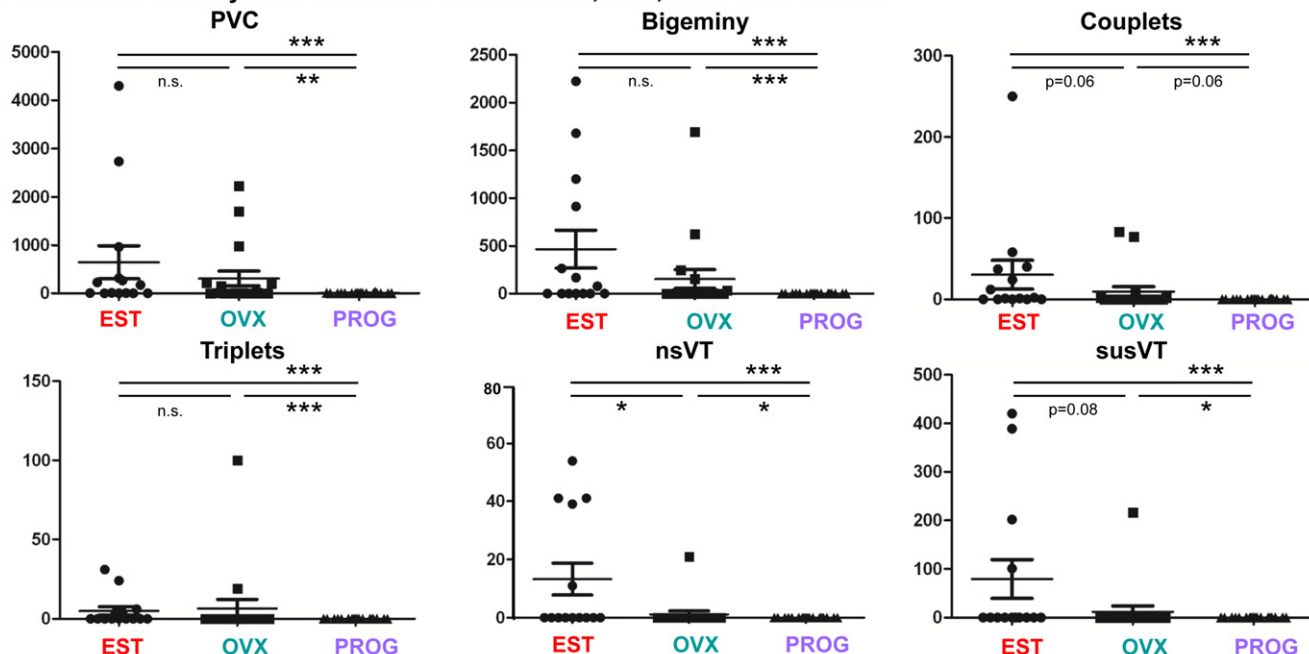 PVC
5000
4000
3000
2000
1000
0
***
n.s.
**
EST OVX PROG
Bigeminy
2500
2000
1500
1000
500
0
***
n.s.
***
EST OVX PROG
Couplets
300
200
100
0
***
p=0.06
p=0.06
EST OVX PROG
Triplets
150
100
50
0
***
n.s.
***
EST OVX PROG
nsVT
80
60
40
20
0
***
*
*
EST OVX PROG
susVT
500
400
300
200
100
0
***
p=0.08
*
EST OVX PROG